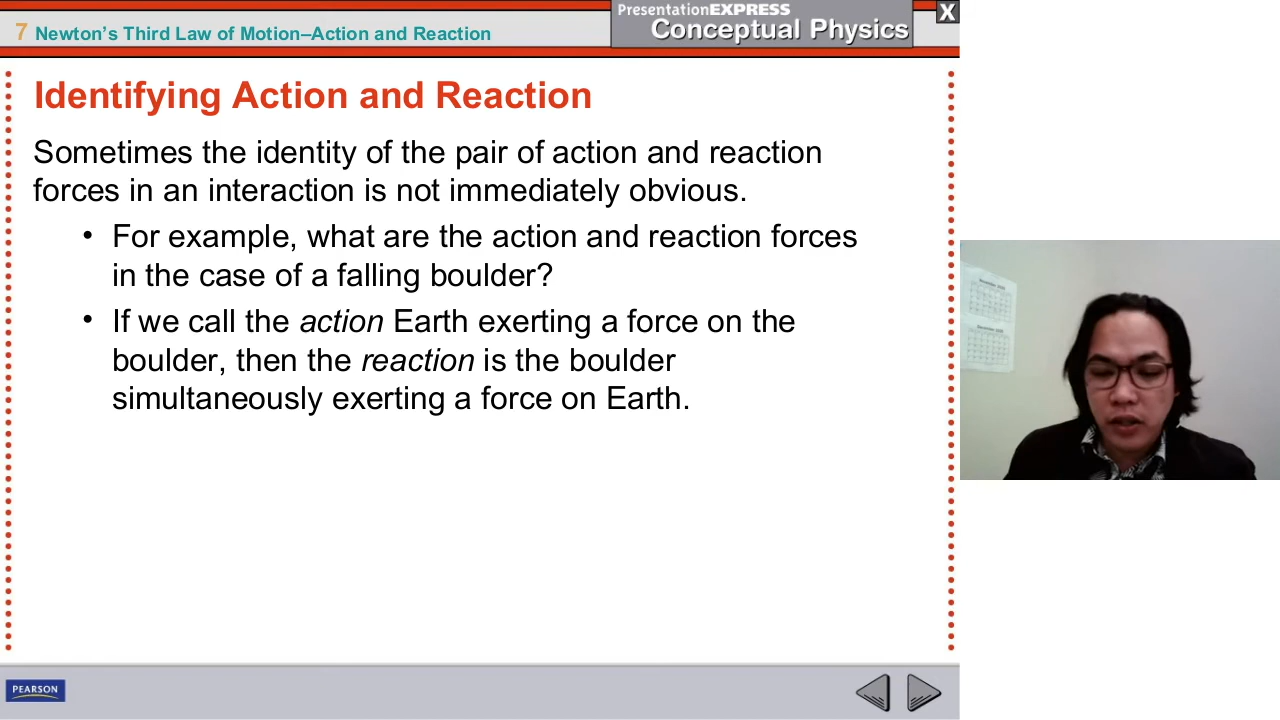 7 Newton’s Third Law of Motion–Action and Reaction
PresentationEXPRESS
Conceptual Physics
X
Identifying Action and Reaction
Sometimes the identity of the pair of action and reaction
forces in an interaction is not immediately obvious.
• For example, what are the action and reaction forces
in the case of a falling boulder?
• If we call the action Earth exerting a force on the
boulder, then the reaction is the boulder
simultaneously exerting a force on Earth.
PEARSON